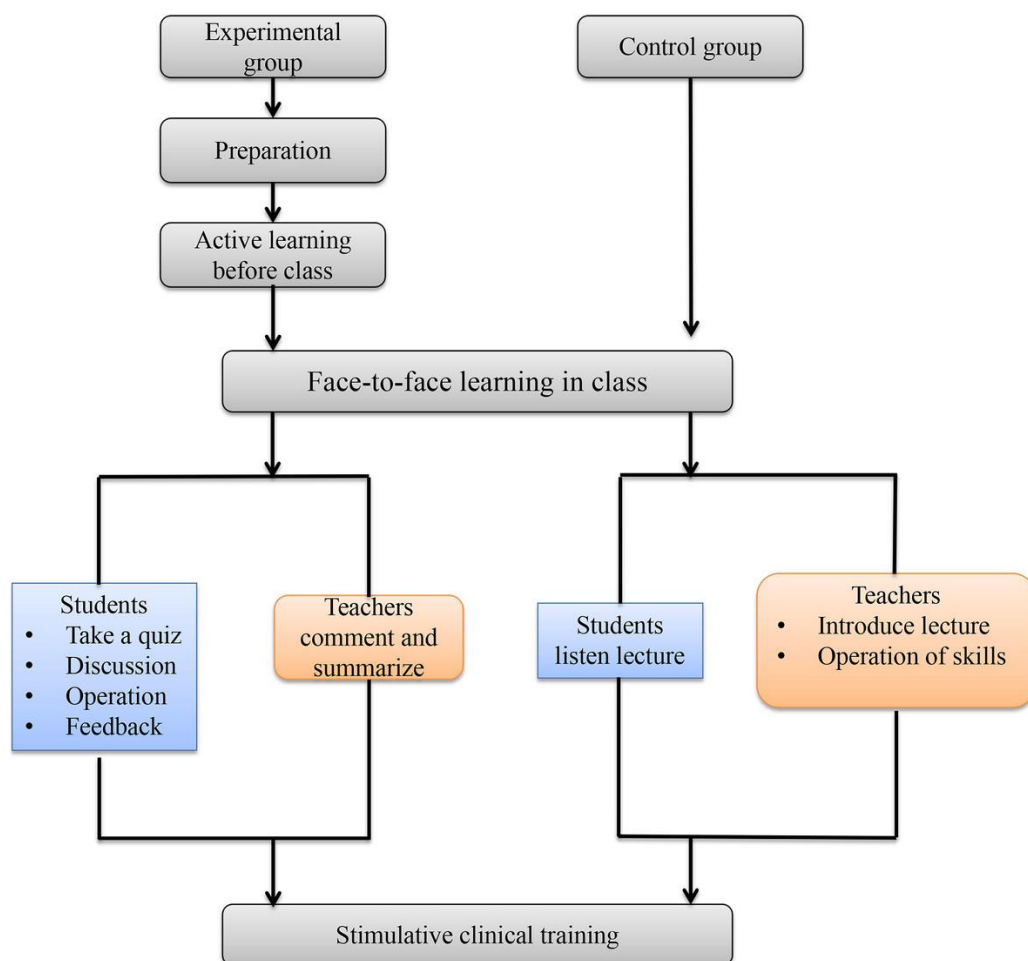 Experimental
group
Control group
Preparation
Active learning
before class
Face-to-face learning in class
Students
• Take a quiz
• Discussion
• Operation
• Feedback
Teachers
comment and
summarize
Students
listen lecture
Teachers
• Introduce lecture
• Operation of skills
Stimulative clinical training